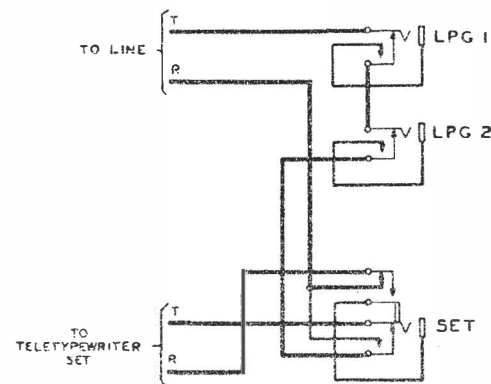 T
LPG 1
TO LINE
R
LPG 2
T
SET
TO
TELETYPEWRITER
SET
R